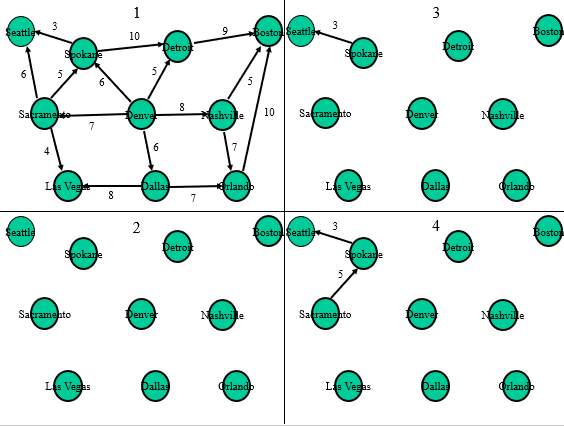 1
Seattle
3
10
9
Boston
Spokane
Detroit
6
5
6
5
5
10
Sacramento
7
Denver
8
Nashville
4
6
7
Las Vegas
8
Dallas
7
Orlando
3
Seattle
3
Boston
Spokane
Detroit
Sacramento
Denver
Nashville
Las Vegas
Dallas
Orlando
2
Seattle
Boston
Spokane
Detroit
Sacramento
Denver
Nashville
Las Vegas
Dallas
Orlando
4
Seattle
3
Boston
Spokane
Detroit
5
Sacramento
Denver
Nashville
Las Vegas
Dallas
Orlando